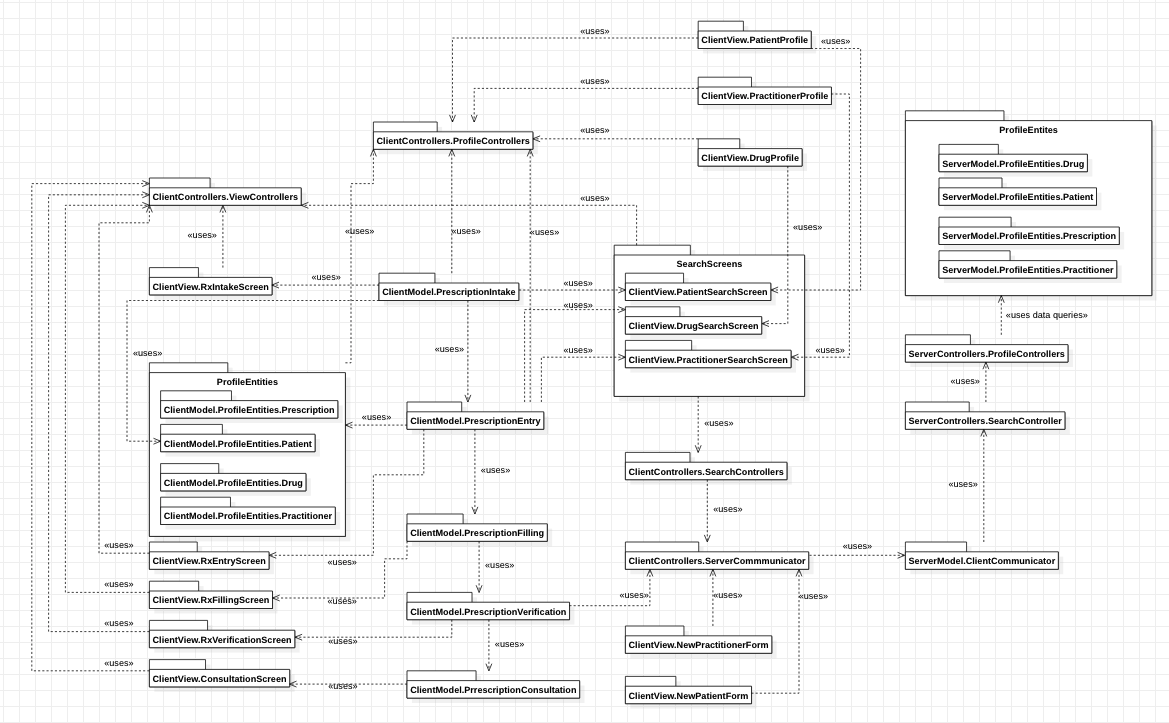 «uses»
ClientView.PatientProfile
«uses»
«uses»
ClientView.PractitionerProfile
«uses»
ProfileEntites
ClientControllers.ProfileControllers
ClientView.DrugProfile
ServerModel.ProfileEntities.Drug
ClientControllers.ViewControllers
«uses»
ServerModel.ProfileEntities.Patient
«uses»
«uses»
«uses»
«uses»
«uses»
ServerModel.ProfileEntities.Prescription
SearchScreens
ServerModel.ProfileEntities.Practitioner
«uses»
«uses»
ClientView.RxIntakeScreen
ClientModel.PrescriptionIntake
ClientView.PatientSearchScreen
«uses»
«uses data queries»
ClientView.DrugSearchScreen
«uses»
«uses»
«uses»
«uses»
ServerControllers.ProfileControllers
ClientView.PractitionerSearchScreen
ProfileEntities
«uses»
ClientModel.ProfileEntities.Prescription
«uses»
ClientModel.PrescriptionEntry
«uses»
ServerControllers.SearchController
ClientModel.ProfileEntities.Patient
«uses»
ClientControllers.SearchControllers
ClientModel.ProfileEntities.Drug
«uses»
«uses»
ClientModel.ProfileEntities.Practitioner
ClientModel.PrescriptionFilling
«uses»
«uses»
ClientView.RxEntryScreen
«uses»
«uses»
ClientControllers.ServerCommmunicator
ServerModel.ClientCommunicator
«uses»
ClientView.RxFillingScreen
«uses»
«uses»
«uses»
«uses»
ClientModel.PrescriptionVerification
«uses»
ClientView.RxVerificationScreen
«uses»
«uses»
ClientView.NewPractitionerForm
«uses»
ClientView.ConsultationScreen
«uses»
ClientModel.PrrescriptionConsultation
ClientView.NewPatientForm